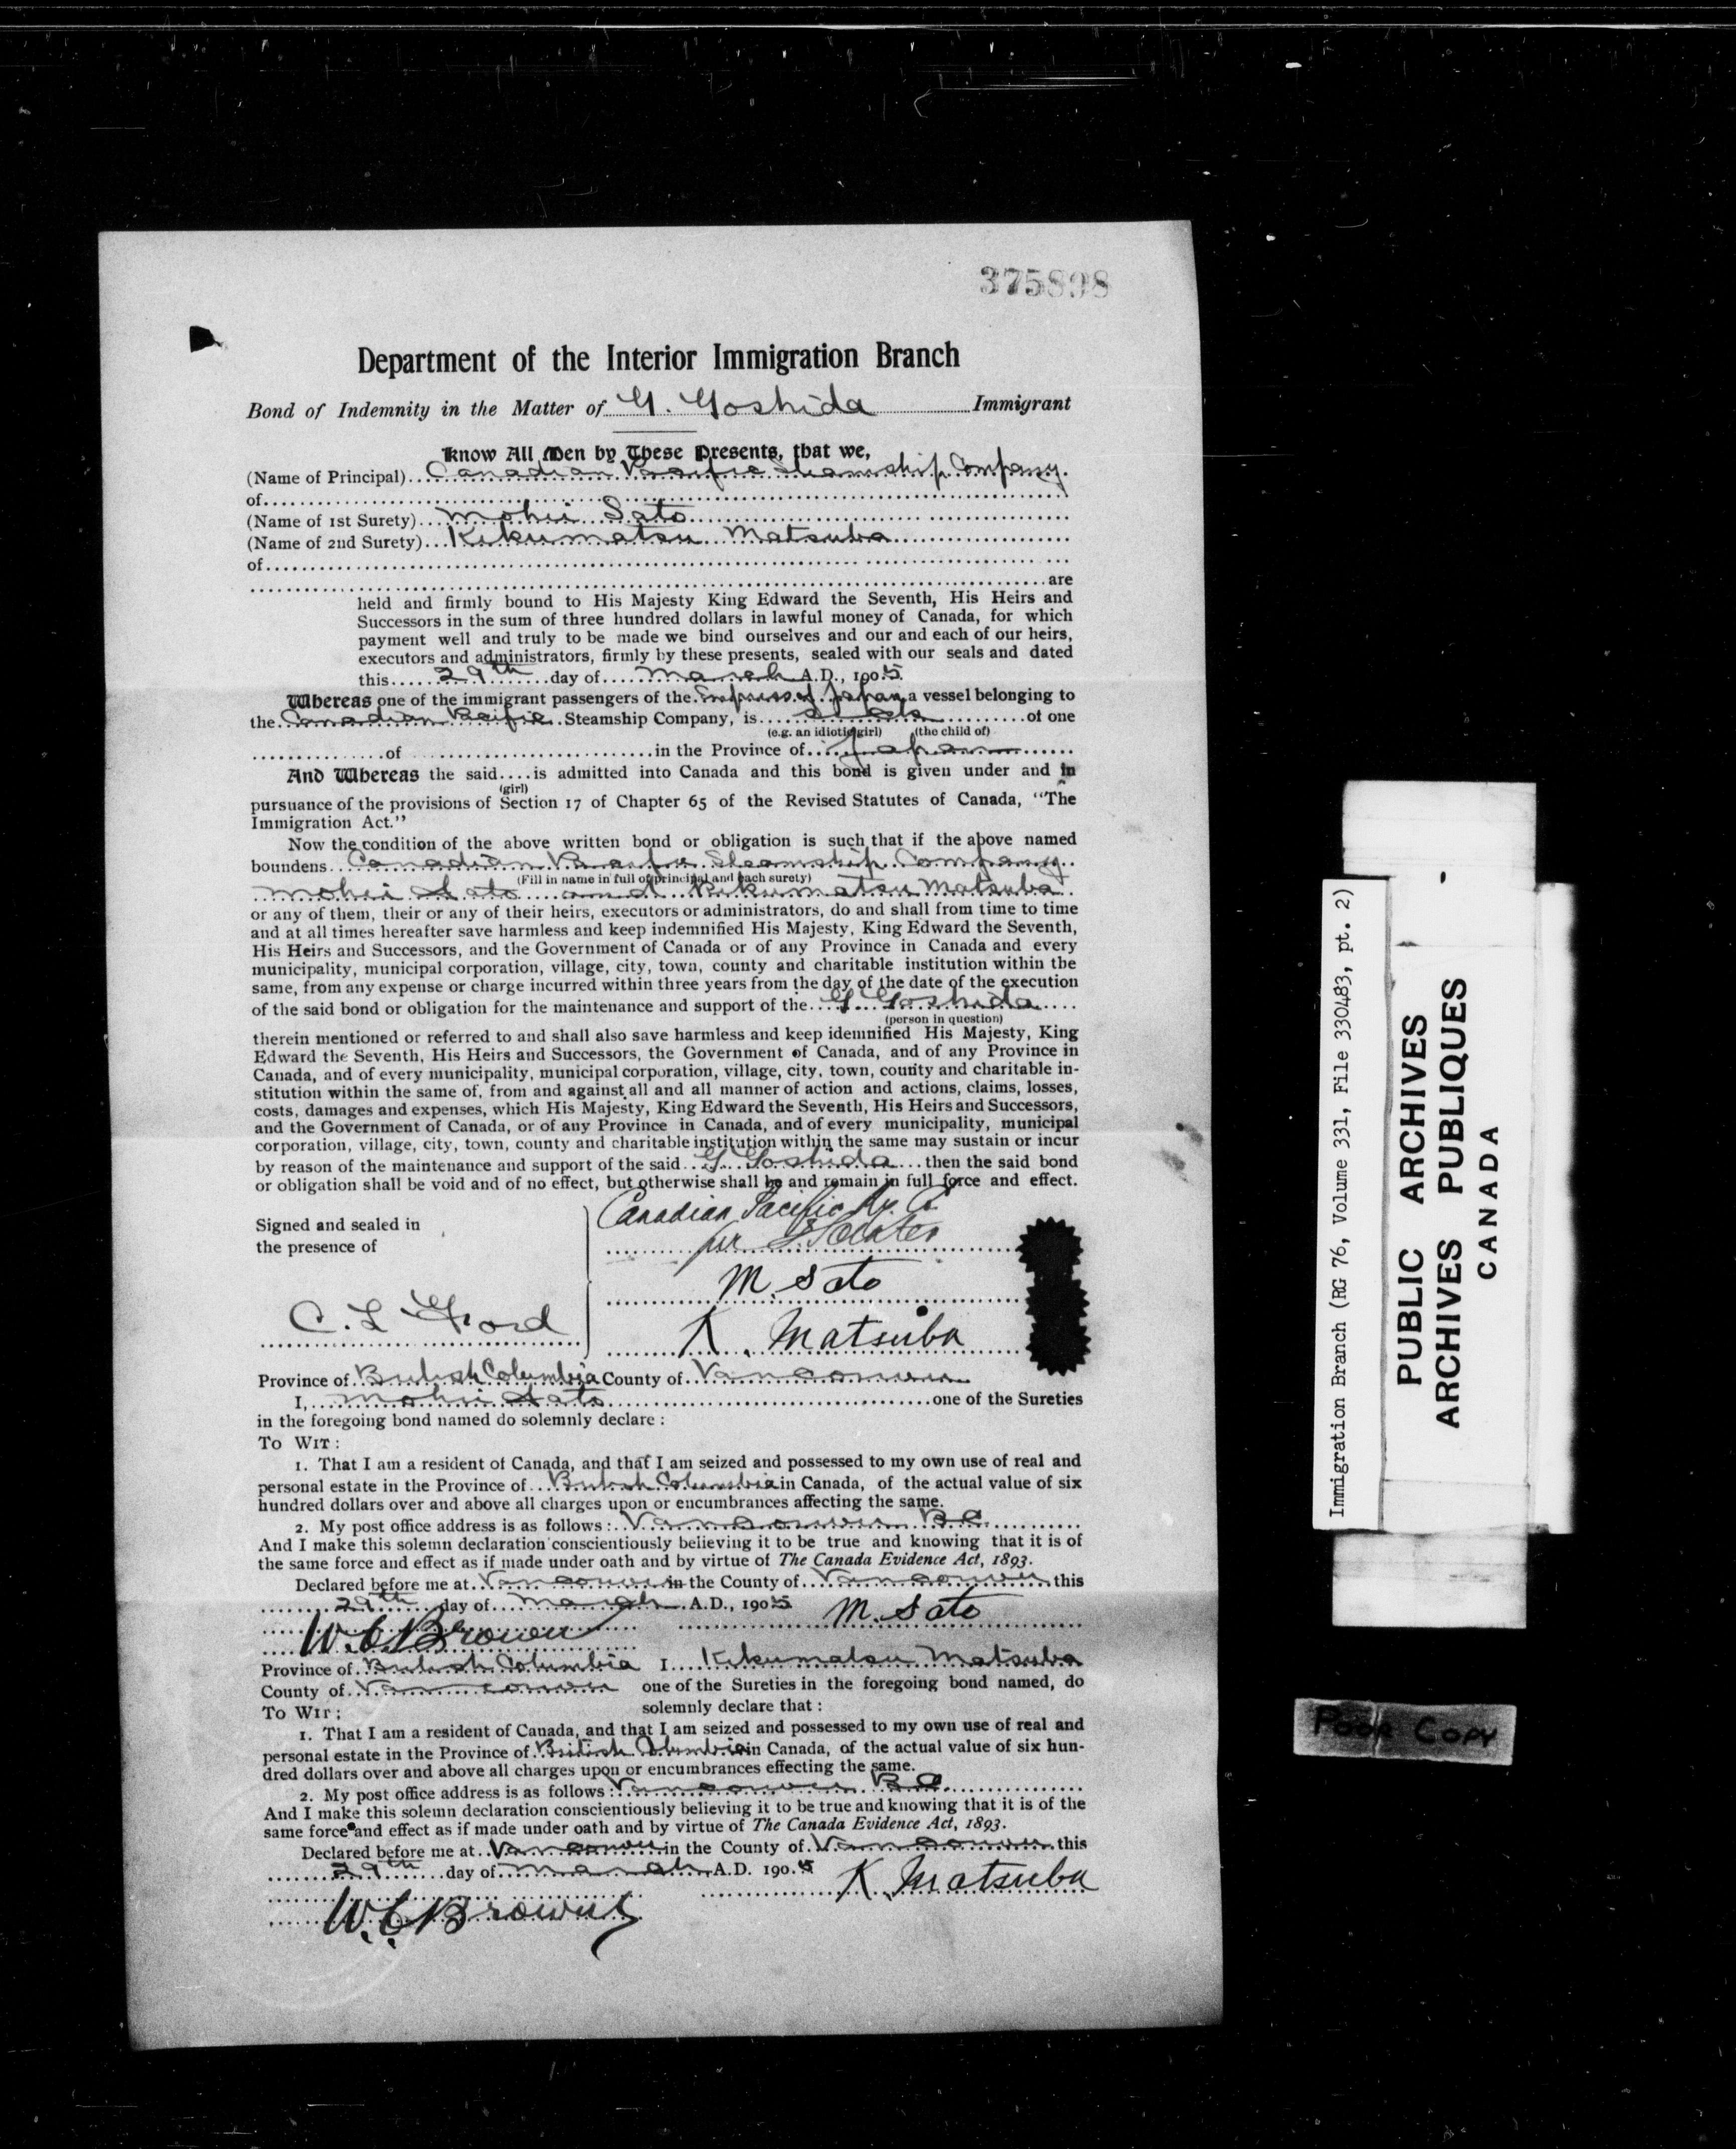 375898
Department of the Interior Immigration Branch
Bond of Indemnity in the Matter of G. Yoshida Immigrant
Know All Men by These Presents, that we,
(Name of Principal) Canadian Pacific Steamship Company.
of
(Name of 1st Surety) Mohei Sato
(Name of 2nd Surety) Kikumatsu Matsuba
of
are
held and firmly bound to His Majesty King Edward the Seventh, His Heirs and
Successors in the sum of three hundred dollars in lawful money of Canada, for which
payment well and truly to be made we bind ourselves and our and each of our heirs,
executors and administrators, firmly by these presents, sealed with our seals and dated
this 29th day of March A.D., 1905
Whereas one of the immigrant passengers of the Empress of Japan a vessel belonging to
the Canadian Pacific Steamship Company, is of one
(e.g. an idiotic girl) (the child of)
of in the Province of Japan
And Whereas the said.... is admitted into Canada and this bond is given under and in
(girl)
pursuance of the provisions of Section 17 of Chapter 65 of the Revised Statutes of Canada, "The
Immigration Act."
Now the condition of the above written bond or obligation is such that if the above named
boundens Canadian Pacific Steamship Company
(Fill in name in full of principal and each surety)
Mohei Sato and Kikumatsu Matsuba
or any of them, their or any of their heirs, executors or administrators, do and shall from time to time
and at all times hereafter save harmless and keep indemnified His Majesty, King Edward the Seventh,
His Heirs and Successors, and the Government of Canada or of any Province in Canada and every
municipality, municipal corporation, village, city, town, county and charitable institution within the
same, from any expense or charge incurred within three years from the day of the date of the execution
of the said bond or obligation for the maintenance and support of the G. Yoshida
(person in question)
therein mentioned or referred to and shall also save harmless and keep idemnified His Majesty, King
Edward the Seventh, His Heirs and Successors, the Government of Canada, and of any Province in
Canada, and of every municipality, municipal corporation, village, city, town, county and charitable in-
stitution within the same of, from and against all and all manner of action and actions, claims, losses,
costs, damages and expenses, which His Majesty, King Edward the Seventh, His Heirs and Successors,
and the Government of Canada, or of any Province in Canada, and of every municipality, municipal
corporation, village, city, town, county and charitable institution within the same may sustain or incur
by reason of the maintenance and support of the said G. Yoshida then the said bond
or obligation shall be void and of no effect, but otherwise shall be and remain in full force and effect.
Canadian Pacific Ry. Co.
Signed and sealed in
the presence of
per
M. Sato
C. L. Ford
K. Matsuba
Province of British Columbia County of Vancouver
I, Mohei Sato one of the Sureties
in the foregoing bond named do solemnly declare :
To Wit :
1. That I am a resident of Canada, and that I am seized and possessed to my own use of real and
personal estate in the Province of British Columbia in Canada, of the actual value of six
hundred dollars over and above all charges upon or encumbrances affecting the same.
2. My post office address is as follows : Vancouver B C
And I make this solemn declaration conscientiously believing it to be true and knowing that it is of
the same force and effect as if made under oath and by virtue of The Canada Evidence Act, 1893.
Declared before me at Vancouver in the County of Vancouver this
29th day of March A.D., 1905
M. Sato
W. C. Brown
Province of British Columbia I Kikumatsu Matsuba
County of Vancouver one of the Sureties in the foregoing bond named, do
To Wit ; solemnly declare that :
1. That I am a resident of Canada, and that I am seized and possessed to my own use of real and
personal estate in the Province of British Columbia in Canada, of the actual value of six hun-
dred dollars over and above all charges upon or encumbrances effecting the same.
2. My post office address is as follows : Vancouver B C
And I make this solemn declaration conscientiously believing it to be true and knowing that it is of the
same force and effect as if made under oath and by virtue of The Canada Evidence Act, 1893.
Declared before me at Vancouver in the County of Vancouver this
29th day of March A.D. 1905
K. Matsuba
W. C. Brown
Immigration Branch (RG 76, Volume 331, File 330483, pt. 2)
PUBLIC ARCHIVES
ARCHIVES PUBLIQUES
CANADA
Poor Copy